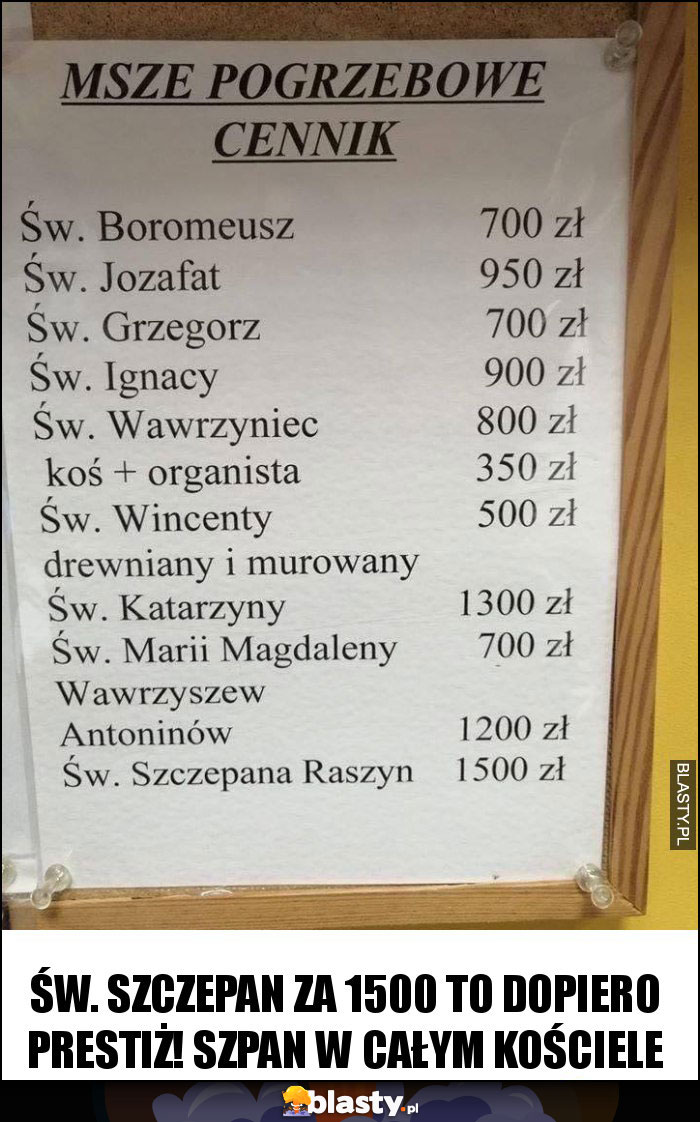 MSZE POGRZEBOWE
CENNIK
Św. Boromeusz 700 zł
Św. Jozafat 950 zł
Św. Grzegorz 700 zł
Św. Ignacy 900 zł
Św. Wawrzyniec 800 zł
koś + organista 350 zł
Św. Wincenty 500 zł
drewniany i murowany
Św. Katarzyny 1300 zł
Św. Marii Magdaleny 700 zł
Wawrzyszew
Antoninów 1200 zł
Św. Szczepana Raszyn 1500 zł
BLASTY.PL
ŚW. SZCZEPAN ZA 1500 TO DOPIERO
PRESTIŻ! SZPAN W CAŁYM KOŚCIELE
blasty.pl